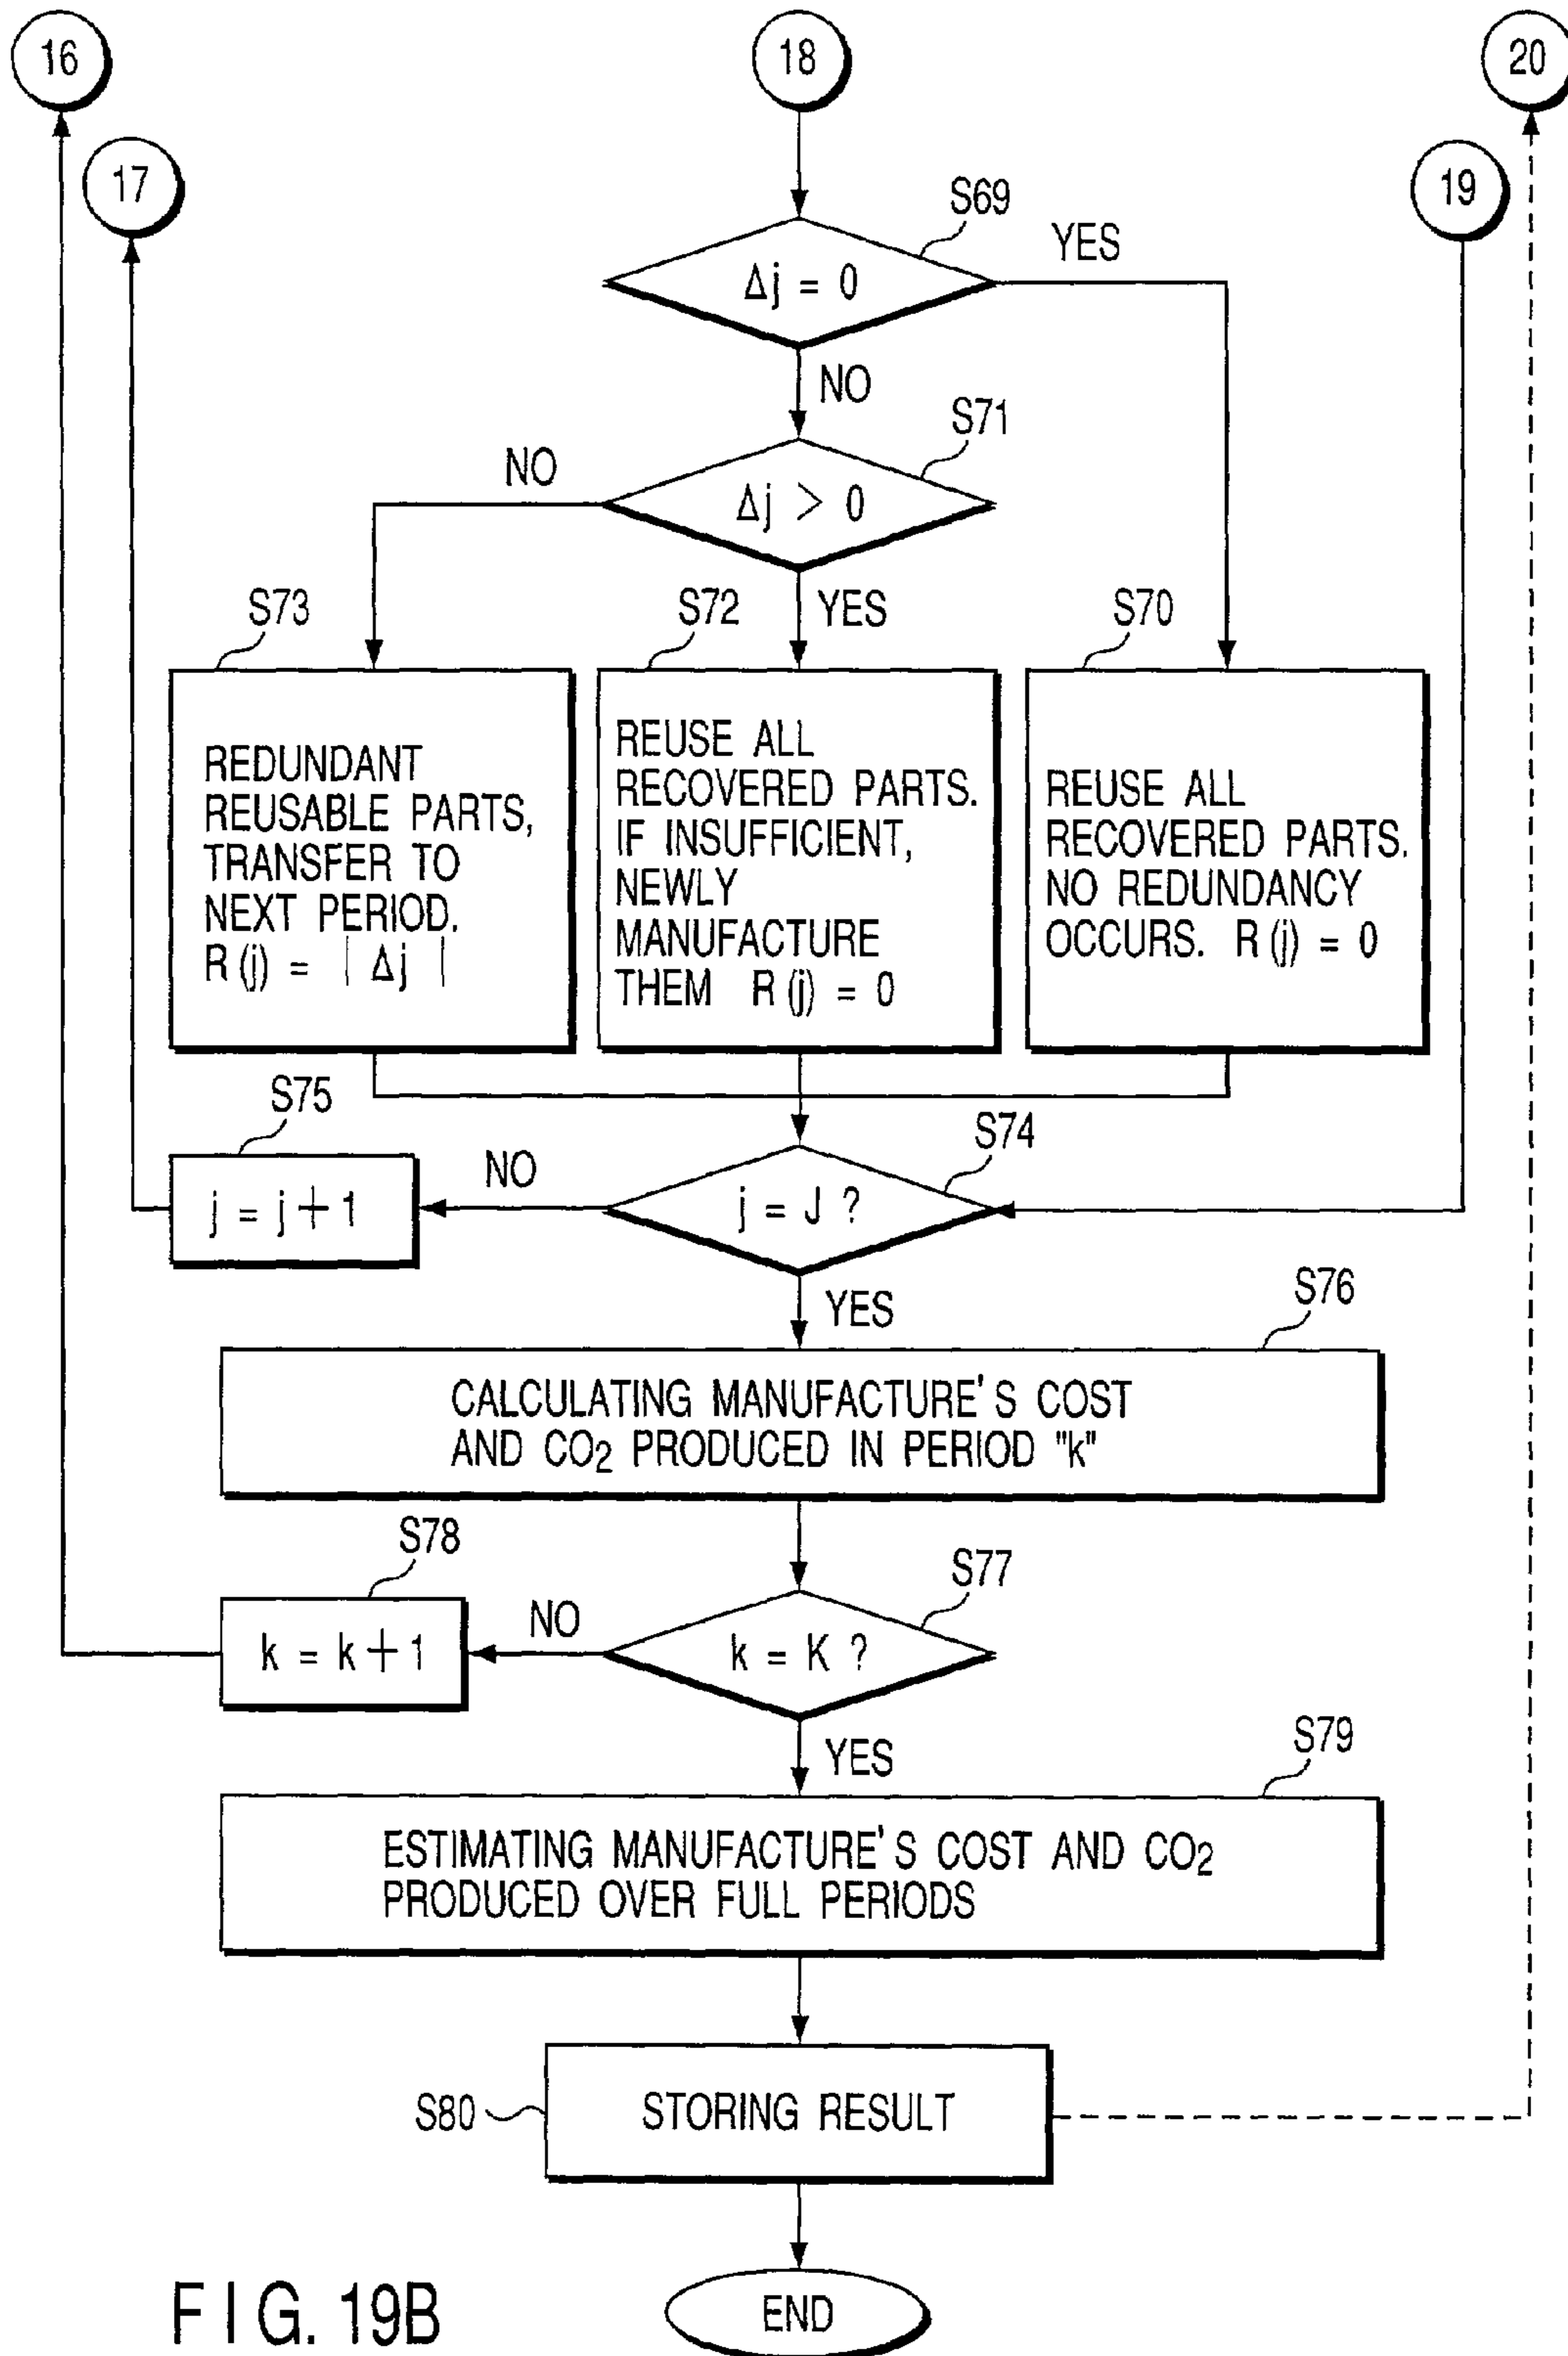 16
18
20
17
19
S69
Δj = 0
YES
NO
S71
Δj > 0
NO
YES
S73
S72
S70
REDUNDANT
REUSABLE PARTS,
TRANSFER TO
NEXT PERIOD.
R (j) = | Δj |
REUSE ALL
RECOVERED PARTS.
IF INSUFFICIENT,
NEWLY
MANUFACTURE
THEM R (j) = 0
REUSE ALL
RECOVERED PARTS.
NO REDUNDANCY
OCCURS. R (j) = 0
S75
S74
j = j + 1
NO
j = J ?
YES
S76
CALCULATING MANUFACTURE'S COST
AND CO₂ PRODUCED IN PERIOD "k"
S78
S77
k = k + 1
NO
k = K ?
YES
S79
ESTIMATING MANUFACTURE'S COST AND CO₂
PRODUCED OVER FULL PERIODS
S80
STORING RESULT
END
FIG. 19B